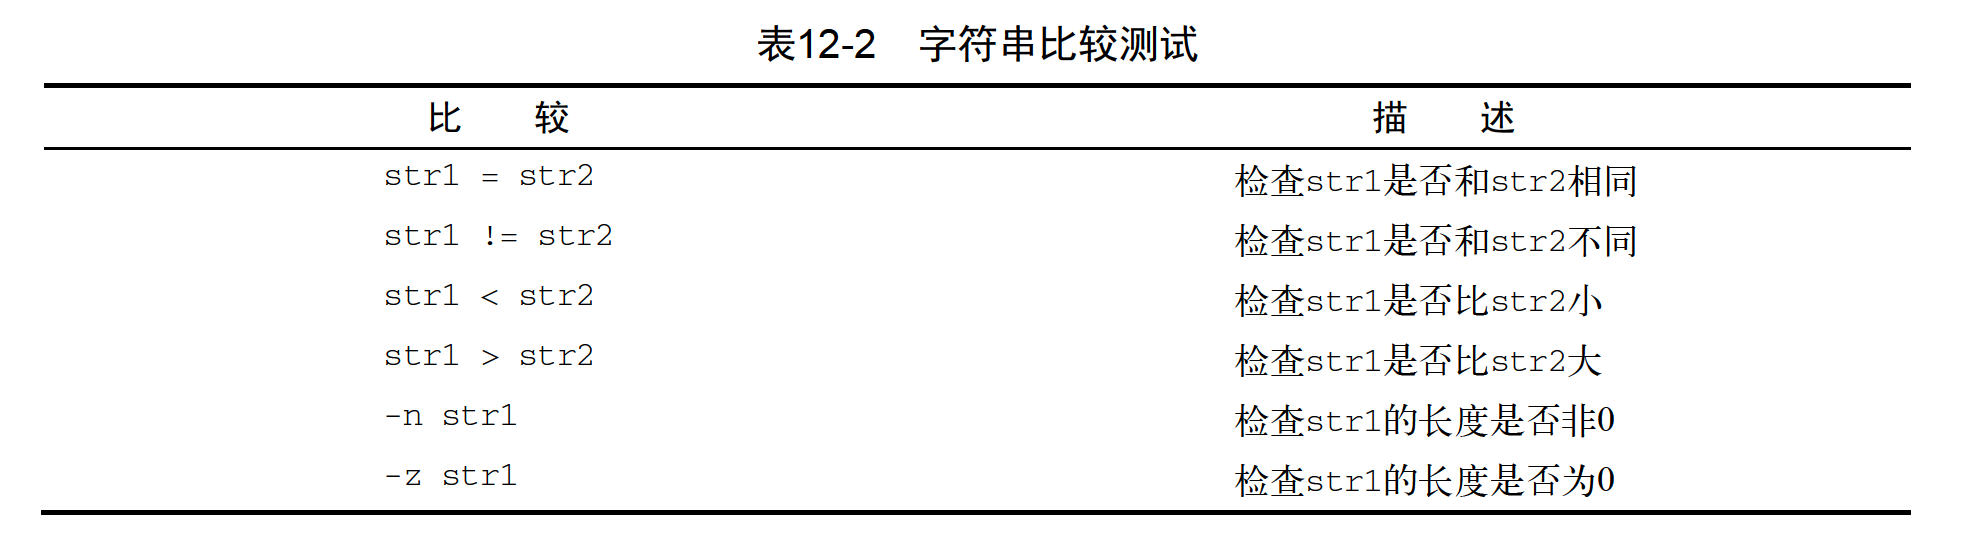 表12-2 字符串比较测试
比 较 描 述
str1 = str2 检查str1是否和str2相同
str1 != str2 检查str1是否和str2不同
str1 < str2 检查str1是否比str2小
str1 > str2 检查str1是否比str2大
-n str1 检查str1的长度是否非0
-z str1 检查str1的长度是否为0